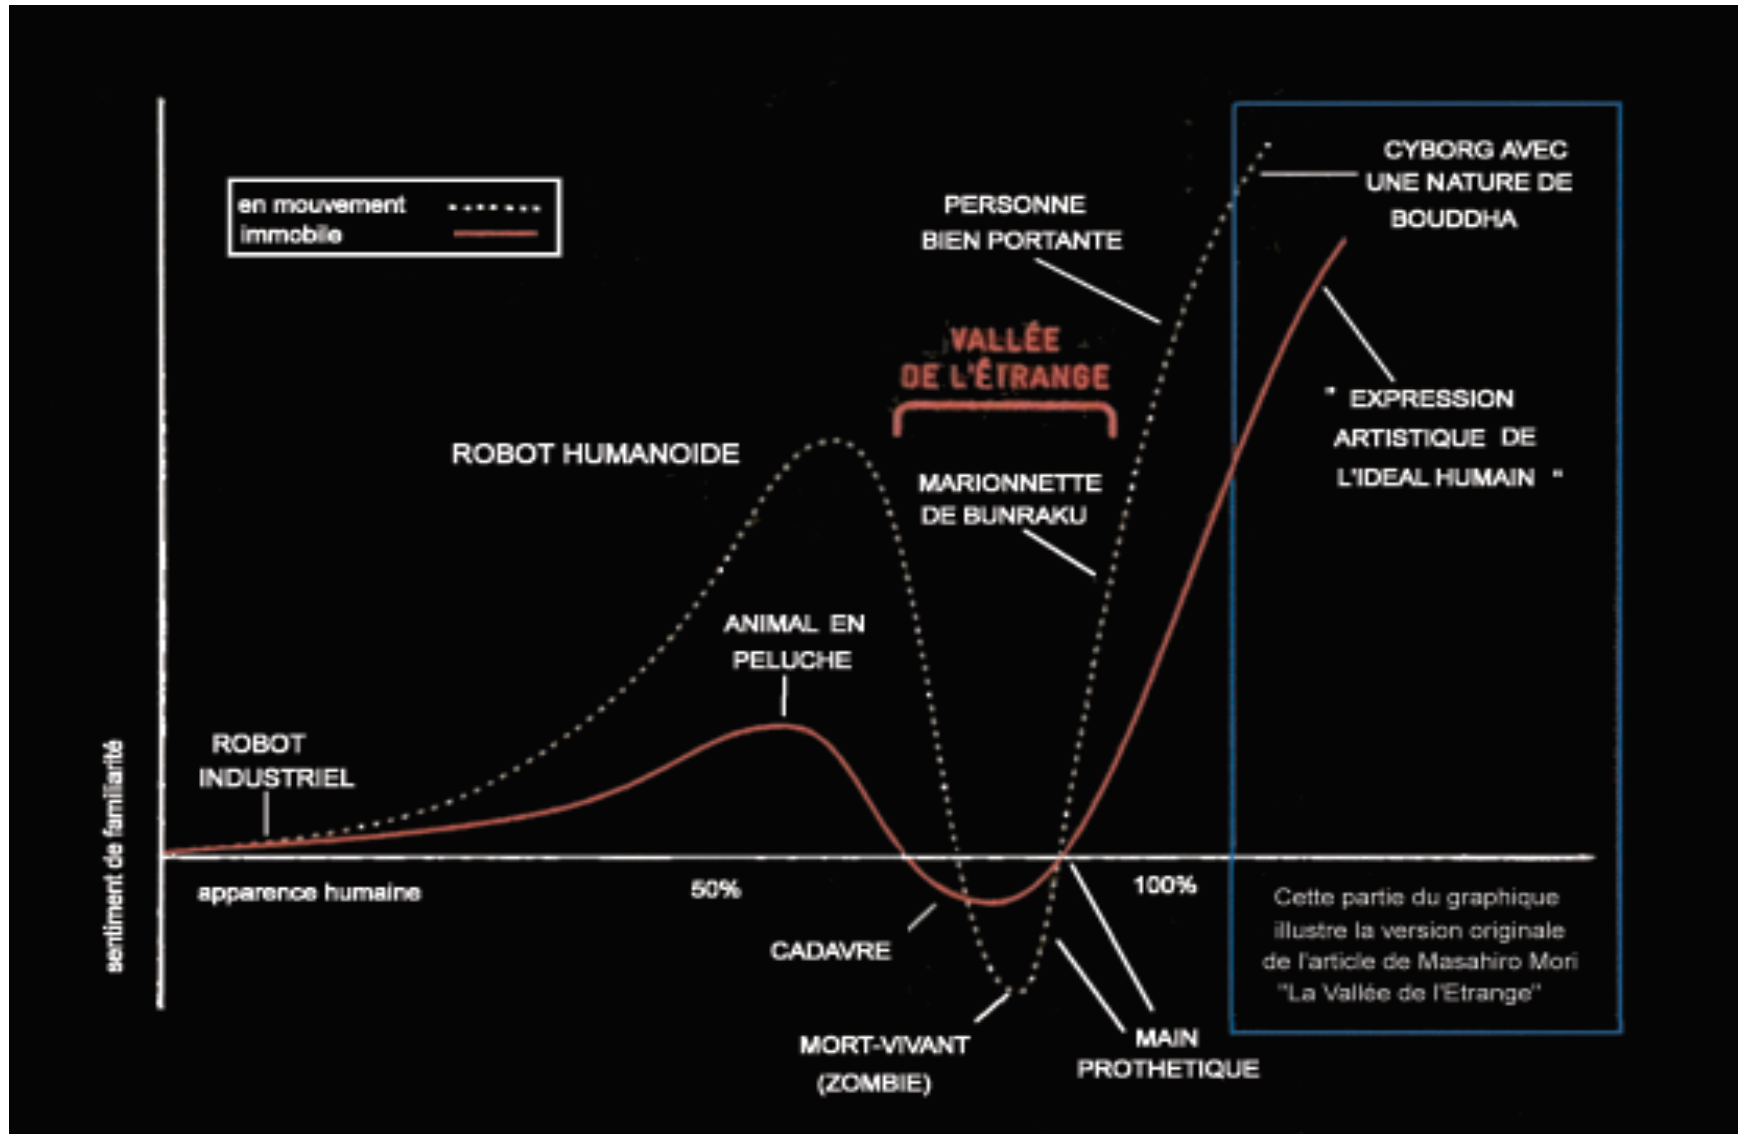 en mouvement
immobile
CYBORG AVEC
UNE NATURE DE
BOUDDHA
PERSONNE
BIEN PORTANTE
VALLÉE
DE L'ÉTRANGE
" EXPRESSION
ARTISTIQUE DE
L'IDEAL HUMAIN "
ROBOT HUMANOIDE
MARIONNETTE
DE BUNRAKU
ANIMAL EN
PELUCHE
ROBOT
INDUSTRIEL
sentiment de familiarité
apparence humaine
50%
100%
Cette partie du graphique
illustre la version originale
de l'article de Masahiro Mori
"La Vallée de l'Etrange"
CADAVRE
MORT-VIVANT
(ZOMBIE)
MAIN
PROTHETIQUE